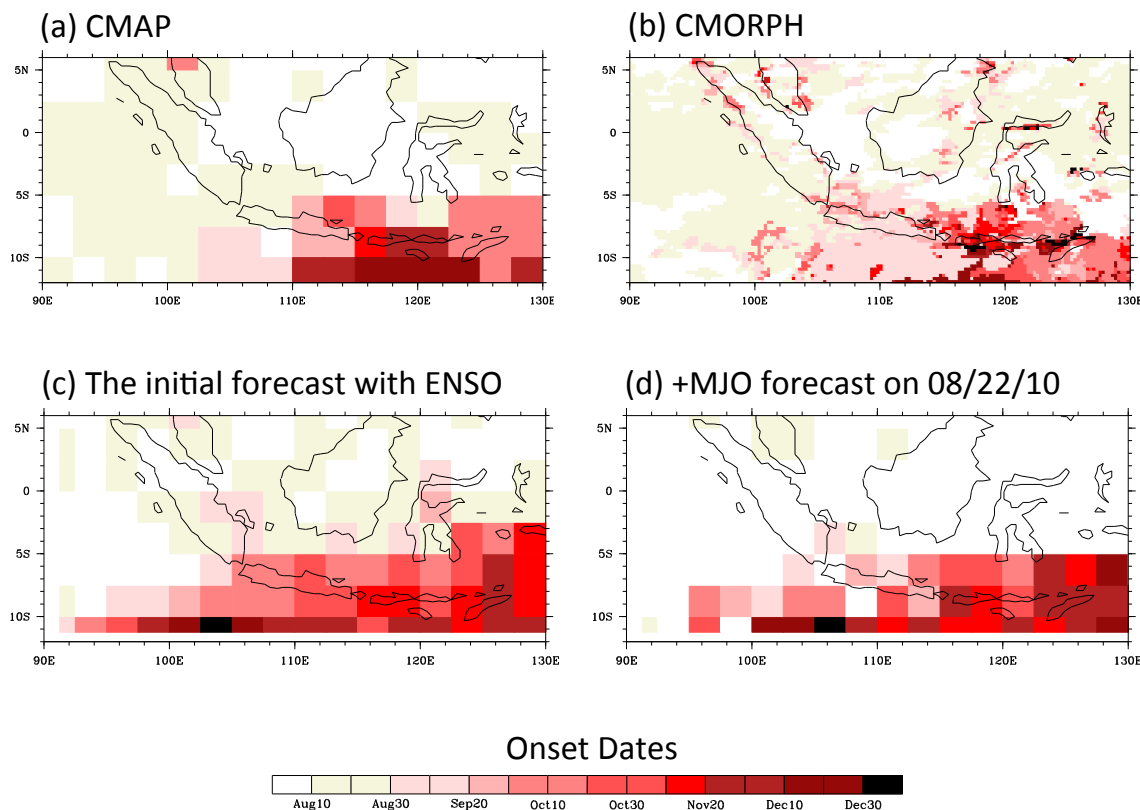 (a) CMAP
(b) CMORPH
5N
0
5S
10S
90E 100E 110E 120E 130E
5N
0
5S
10S
90E 100E 110E 120E 130E
(c) The initial forecast with ENSO
(d) +MJO forecast on 08/22/10
5N
0
5S
10S
90E 100E 110E 120E 130E
5N
0
5S
10S
90E 100E 110E 120E 130E
Onset Dates
Aug10 Aug30 Sep20 Oct10 Oct30 Nov20 Dec10 Dec30